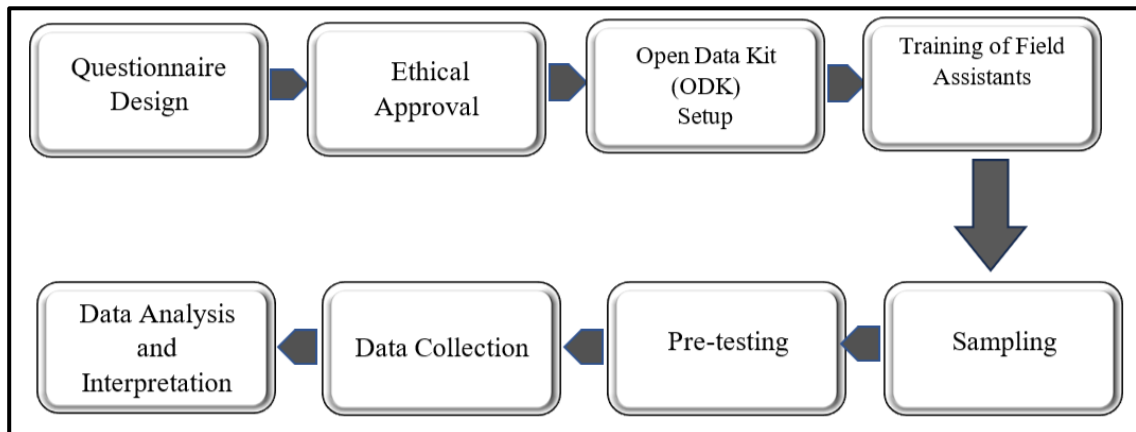 Questionnaire
Design
Ethical
Approval
Open Data Kit
(ODK)
Setup
Training of Field
Assistants
Sampling
Pre-testing
Data Collection
Data Analysis
and
Interpretation